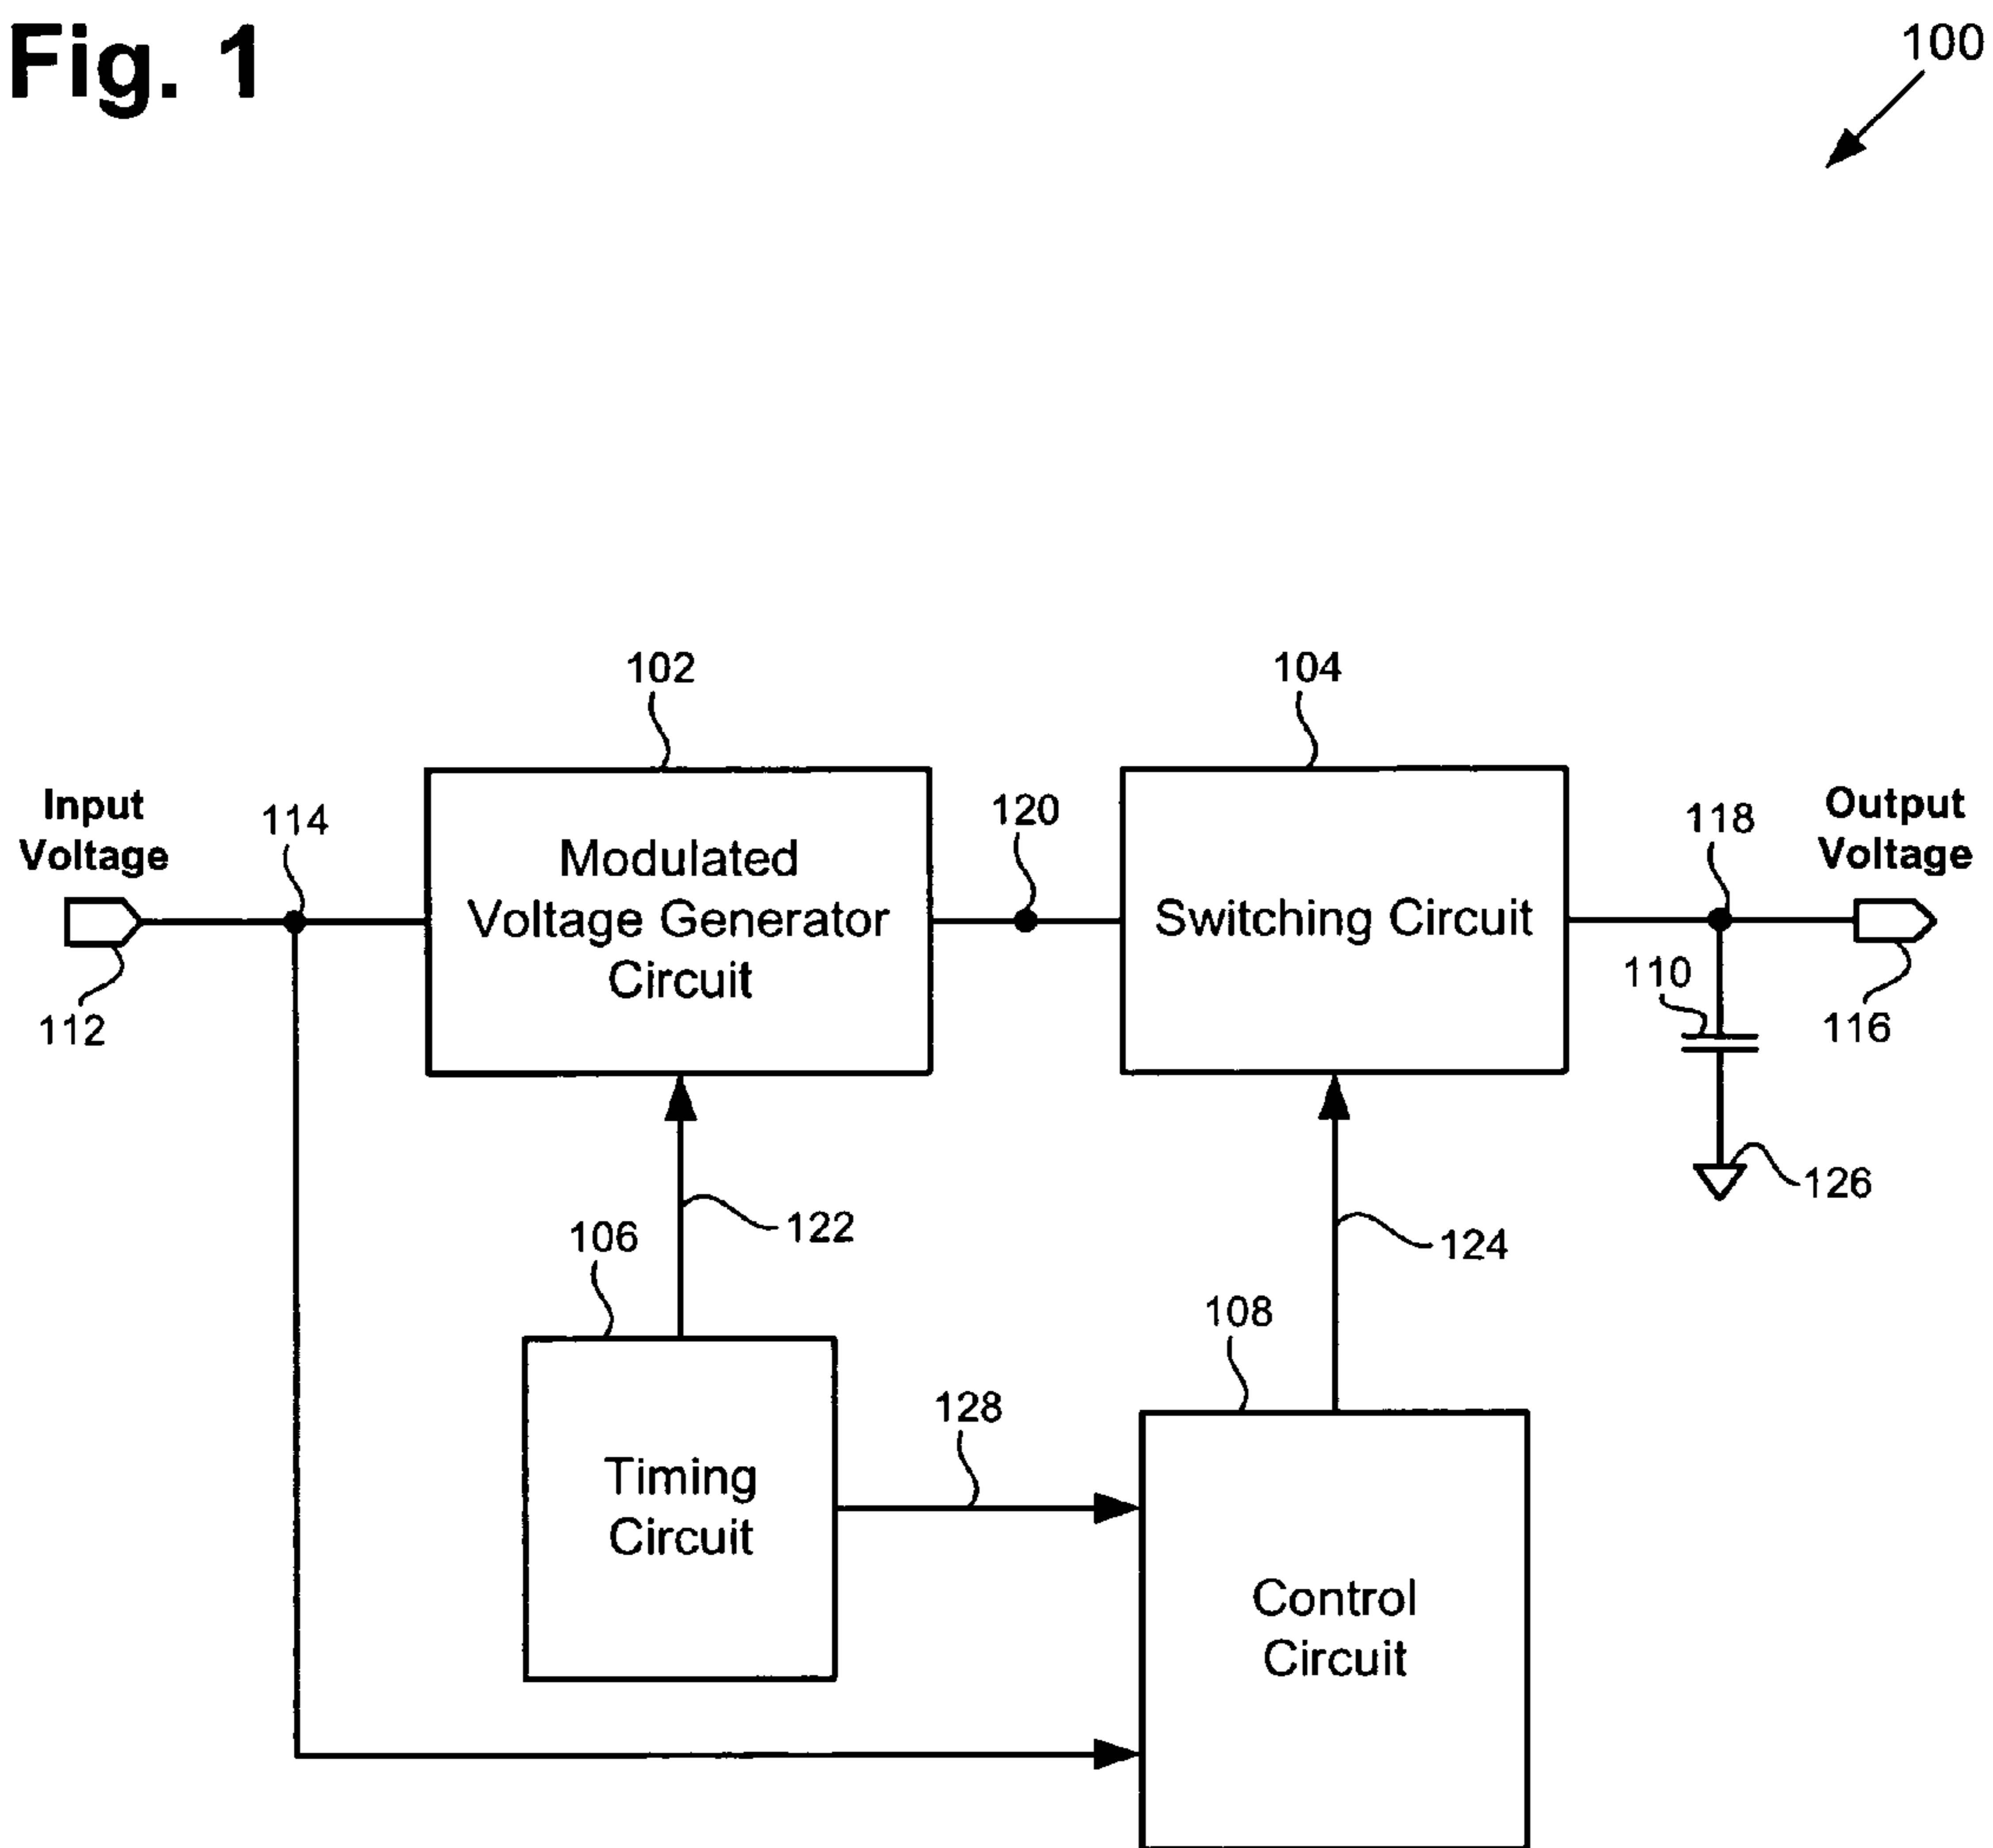 Fig. 1
100
102
104
Input
Voltage
114
120
118
Output
Voltage
Modulated
Voltage Generator
Circuit
Switching Circuit
110
112
116
126
122
106
124
108
128
Timing
Circuit
Control
Circuit